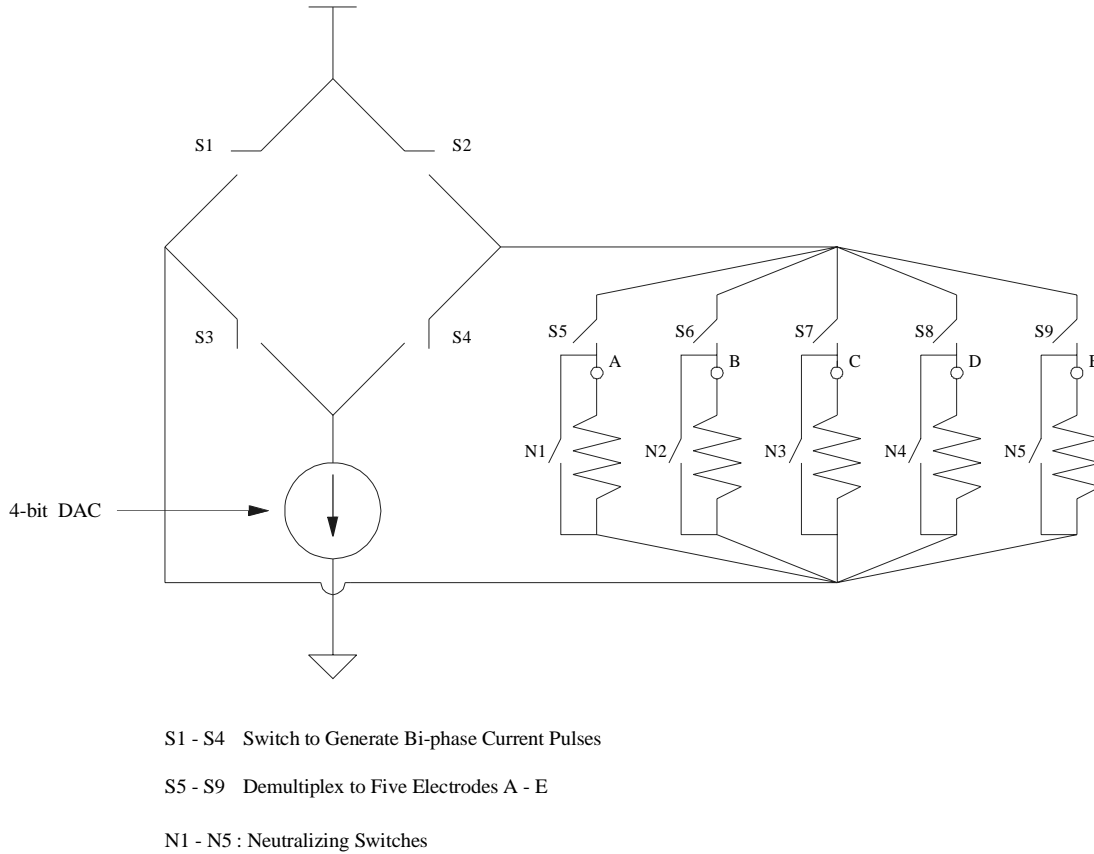 S1 S2
S3 S4
S5 S6 S7 S8 S9
A B C D E
N1 N2 N3 N4 N5
4-bit DAC
S1 - S4 Switch to Generate Bi-phase Current Pulses
S5 - S9 Demultiplex to Five Electrodes A - E
N1 - N5 : Neutralizing Switches